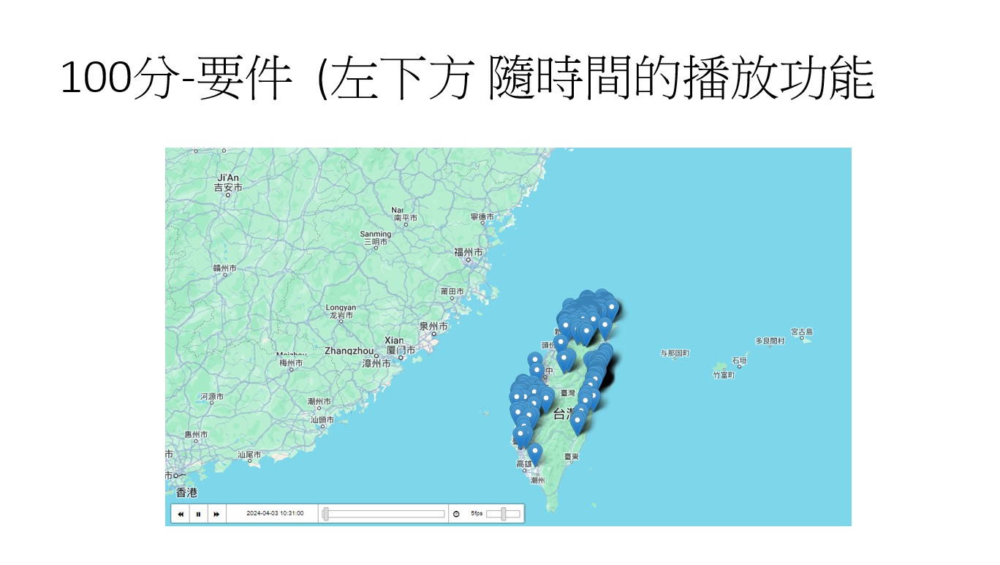 100分-要件 (左下方 隨時間的播放功能
Ji'An
吉安市
Nar
南平市
寧德市
Sanming
三明市
福州市
贛州市
莆田市
Longyan
龙岩市
泉州市
Xian
Zhangzhou
厦门市
漳州市
梅州市
河源市
潮州市
汕頭市
惠州市
汕尾市
市
市
香港
頭份
中
臺灣
台灣
高雄
臺東
潮州
宮古島
多良間村
与那国町
石垣
竹富町
2024-04-03 10:31:00
5fps